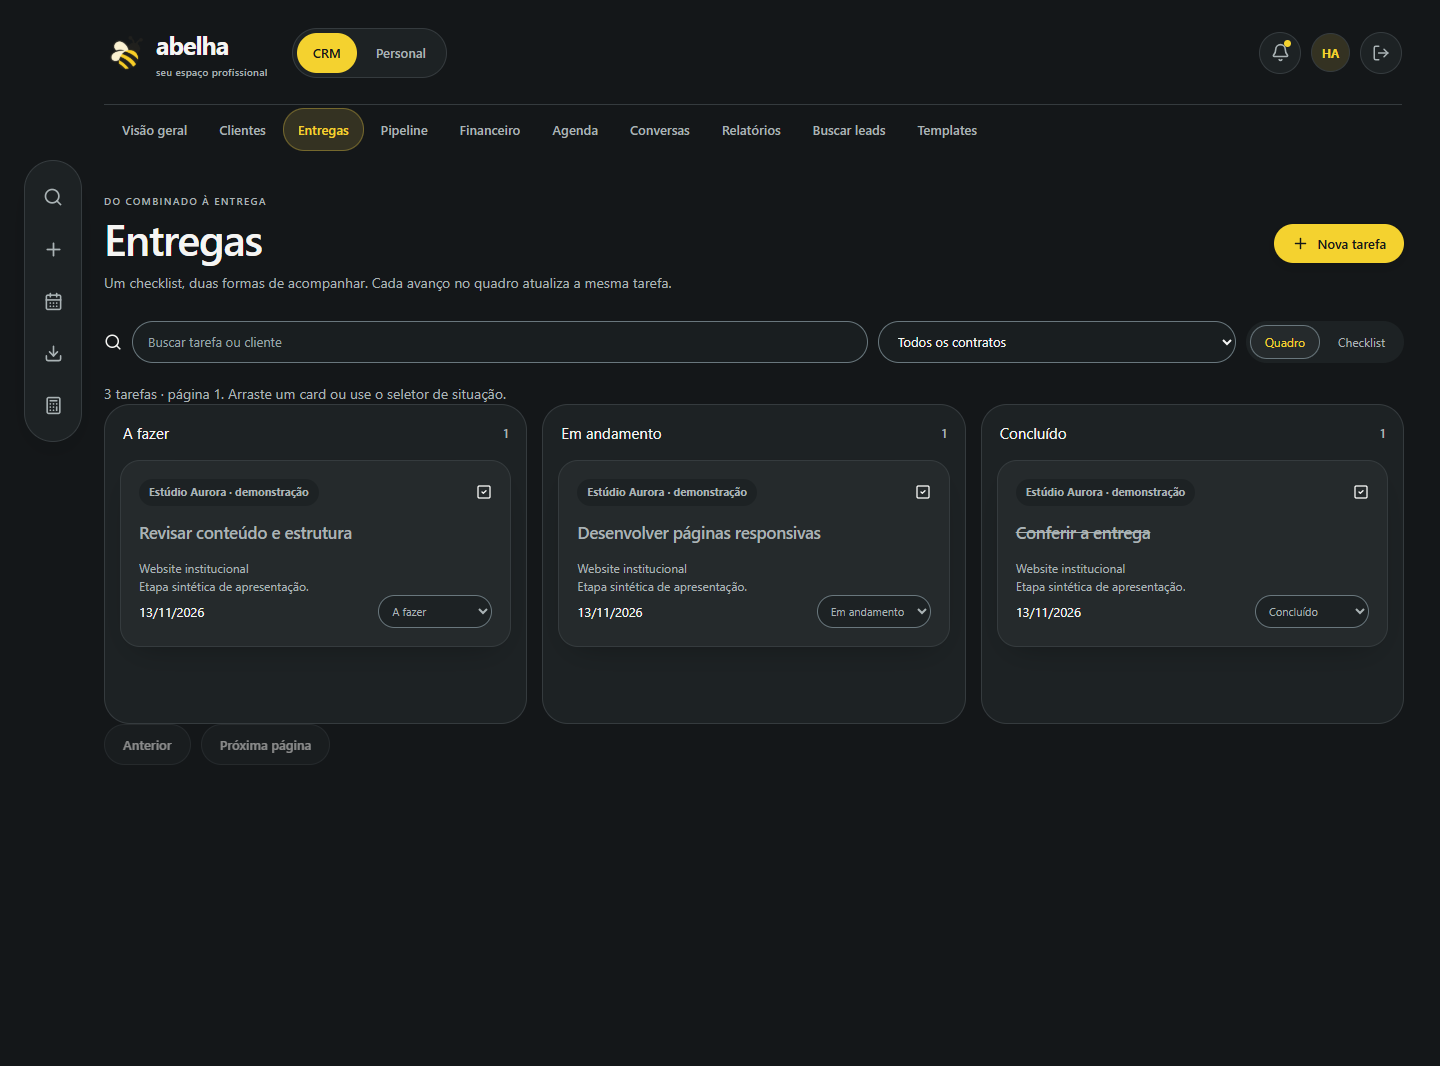 abelha
seu espaço profissional
CRM
Personal
HA
Visão geral
Clientes
Entregas
Pipeline
Financeiro
Agenda
Conversas
Relatórios
Buscar leads
Templates
DO COMBINADO À ENTREGA
Entregas
Nova tarefa
Um checklist, duas formas de acompanhar. Cada avanço no quadro atualiza a mesma tarefa.
Buscar tarefa ou cliente
Todos os contratos
Quadro
Checklist
3 tarefas · página 1. Arraste um card ou use o seletor de situação.
A fazer
1
Estúdio Aurora · demonstração
Revisar conteúdo e estrutura
Website institucional
Etapa sintética de apresentação.
13/11/2026
A fazer
Em andamento
1
Estúdio Aurora · demonstração
Desenvolver páginas responsivas
Website institucional
Etapa sintética de apresentação.
13/11/2026
Em andamento
Concluído
1
Estúdio Aurora · demonstração
Conferir a entrega
Website institucional
Etapa sintética de apresentação.
13/11/2026
Concluído
Anterior
Próxima página